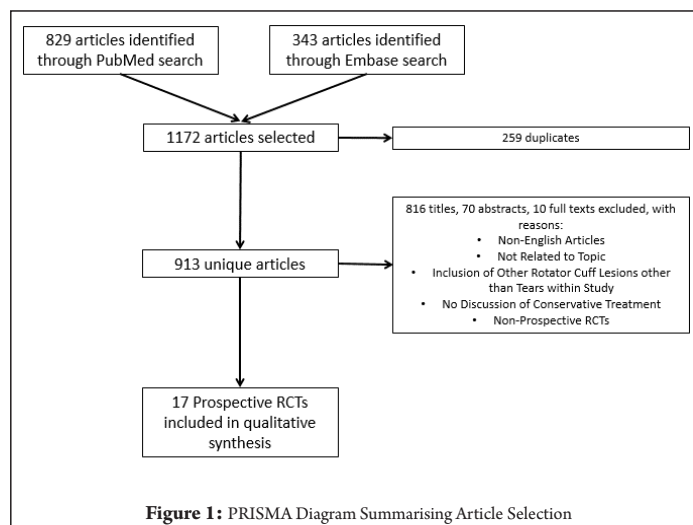 829 articles identified
through PubMed search
343 articles identified
through Embase search
1172 articles selected
259 duplicates
816 titles, 70 abstracts, 10 full texts excluded, with
reasons:
• Non-English Articles
• Not Related to Topic
• Inclusion of Other Rotator Cuff Lesions other
than Tears within Study
• No Discussion of Conservative Treatment
• Non-Prospective RCTs
913 unique articles
17 Prospective RCTs
included in qualitative
synthesis
Figure 1: PRISMA Diagram Summarising Article Selection